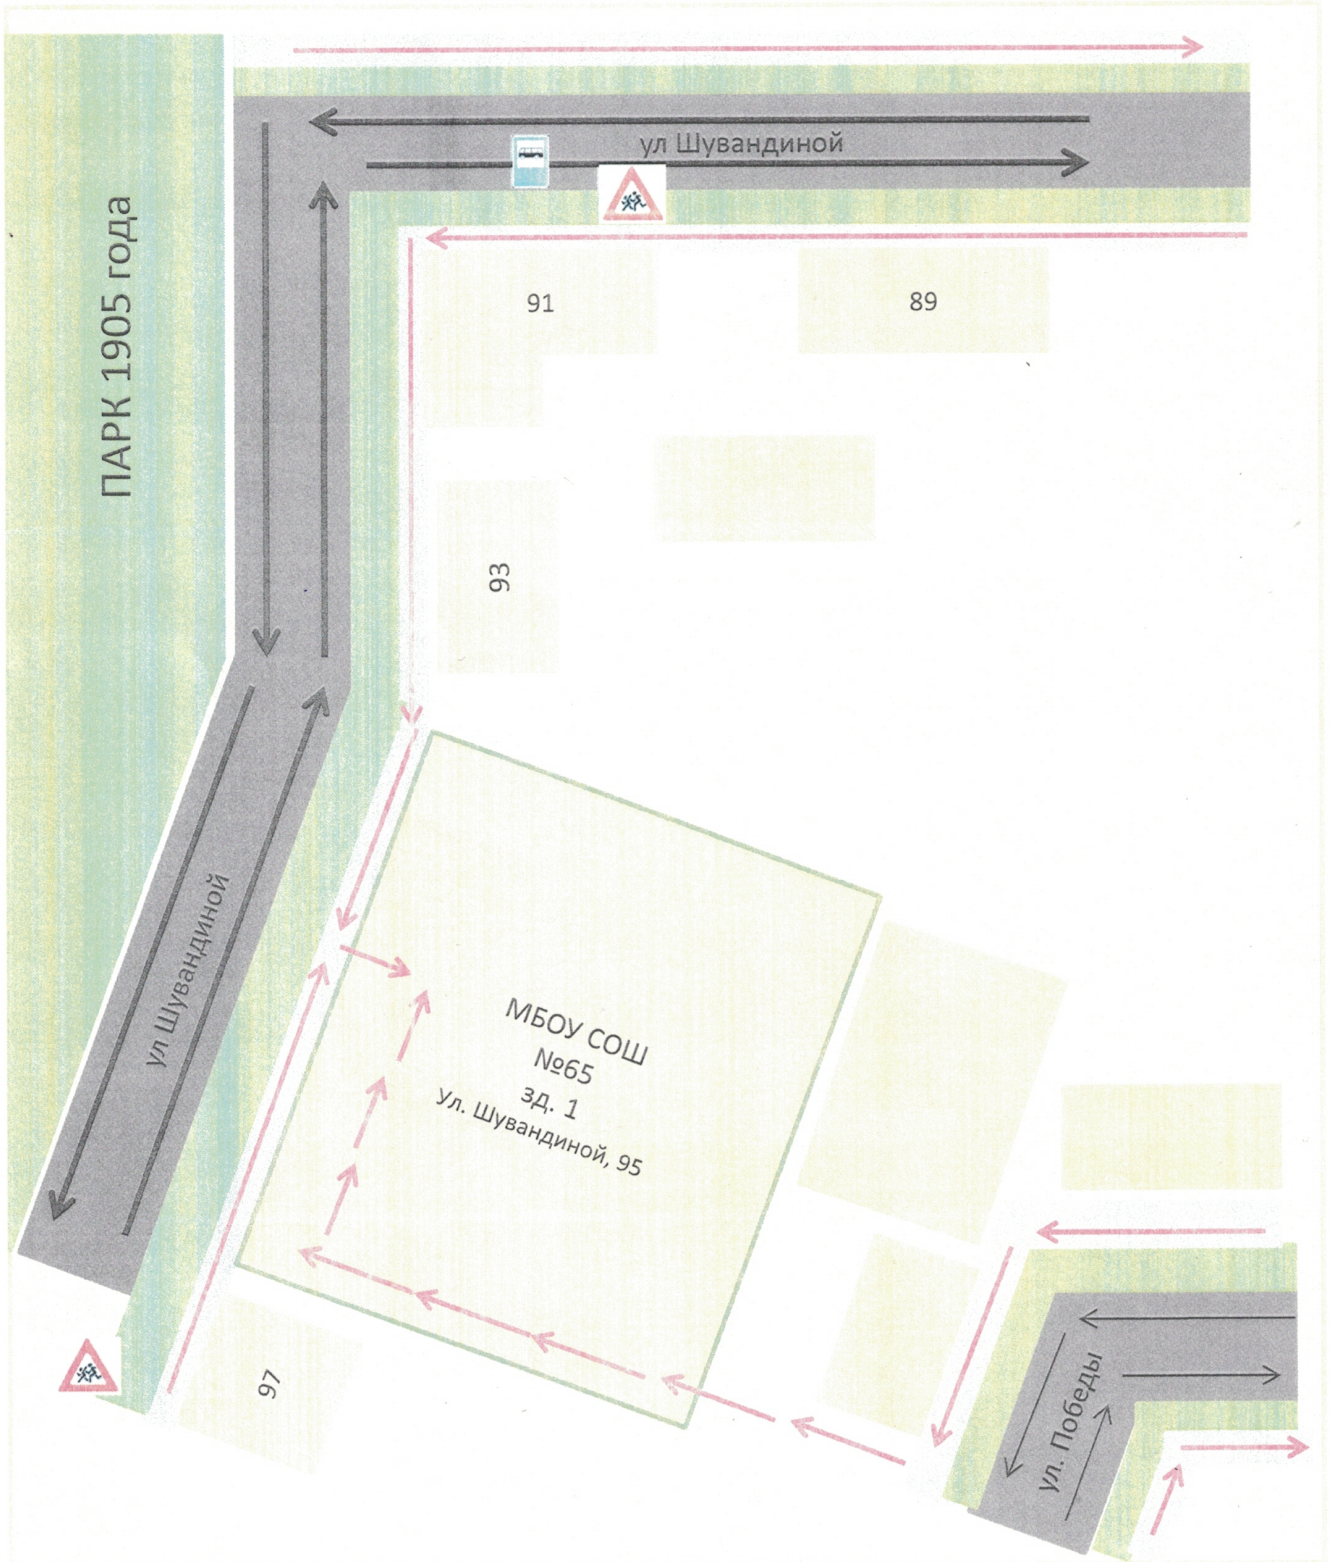 ул Шувандиной
ПАРК 1905 года
91
89
93
ул Шувандиной
МБОУ СОШ
№65
зд. 1
Ул. Шувандиной, 95
97
ул. Победы